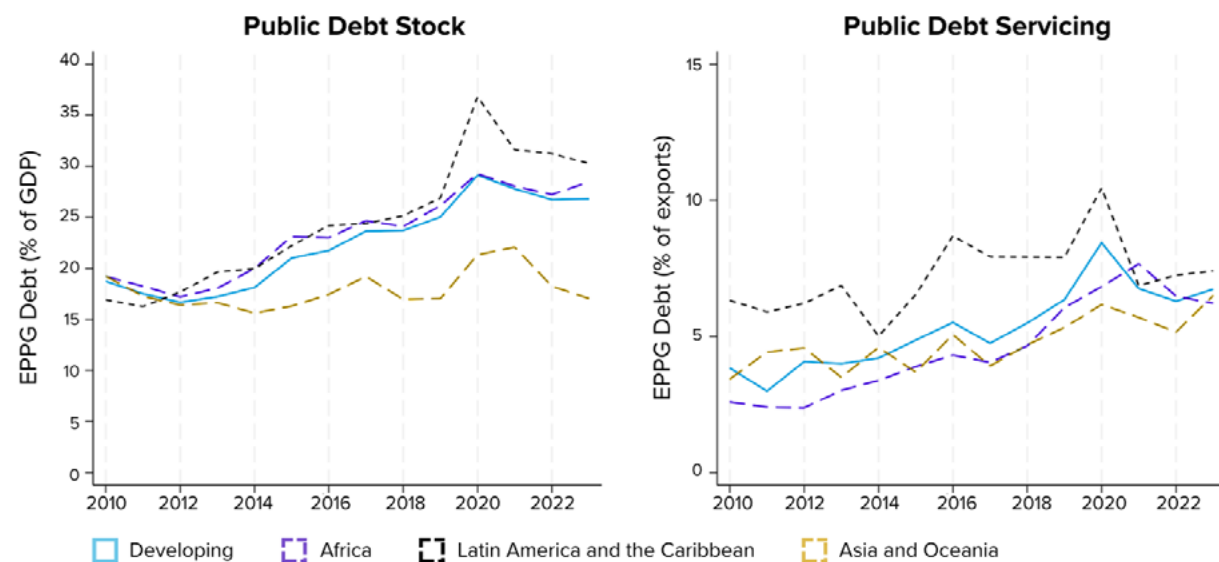 Public Debt Stock
EPPG Debt (% of GDP)
40
35
30
25
20
15
10
5
0
2010 2012 2014 2016 2018 2020 2022
Public Debt Servicing
EPPG Debt (% of exports)
15
10
5
0
2010 2012 2014 2016 2018 2020 2022
Developing Africa Latin America and the Caribbean Asia and Oceania